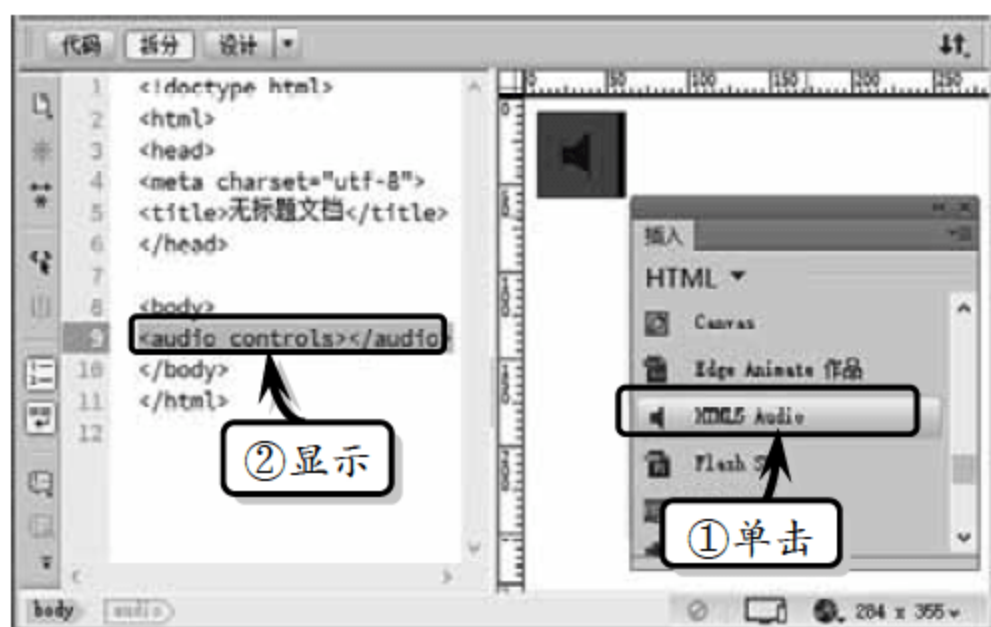 代码 拆分 设计
0 50 100 150 200 250
1 <!doctype html>
2 <html>
3 <head>
4 <meta charset="utf-8">
5 <title>无标题文档</title>
6 </head>
7
8 <body>
9 <audio controls></audio>
10 </body>
11 </html>
12
②显示
插入
HTML
Canvas
Edge Animate 作品
HTML5 Audio
Flash S
①单击
body audio
284 x 355